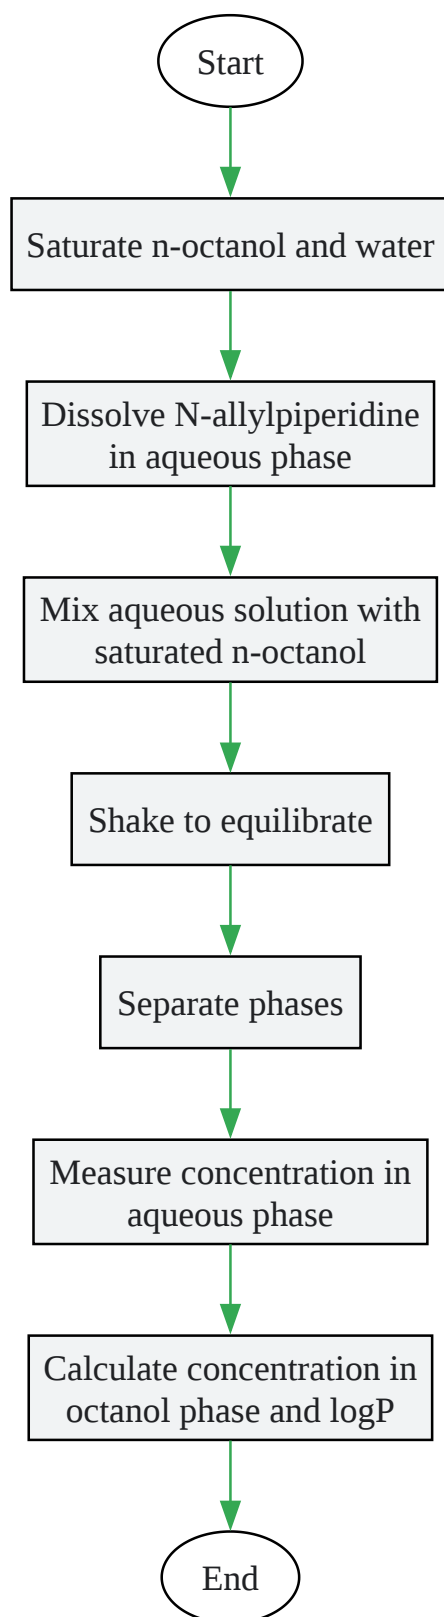 Start
Saturate n-octanol and water
Dissolve N-allylpiperidine
in aqueous phase
Mix aqueous solution with
saturated n-octanol
Shake to equilibrate
Separate phases
Measure concentration in
aqueous phase
Calculate concentration in
octanol phase and logP
End